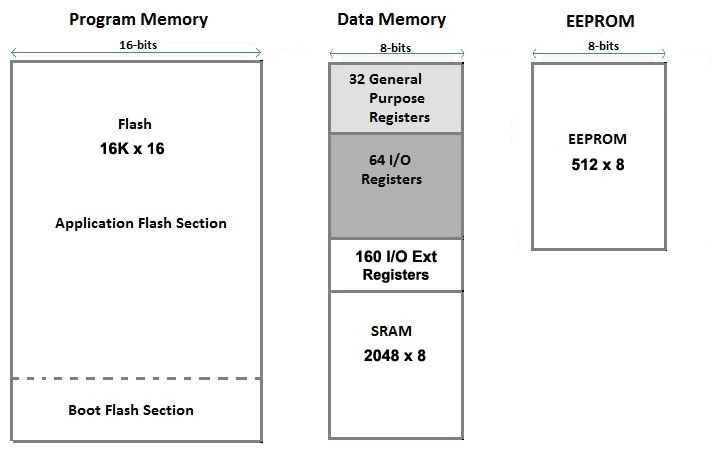 Program Memory
16-bits
Flash
16K x 16
Application Flash Section
Boot Flash Section
Data Memory
8-bits
32 General
Purpose
Registers
64 I/O
Registers
160 I/O Ext
Registers
SRAM
2048 x 8
EEPROM
8-bits
EEPROM
512 x 8